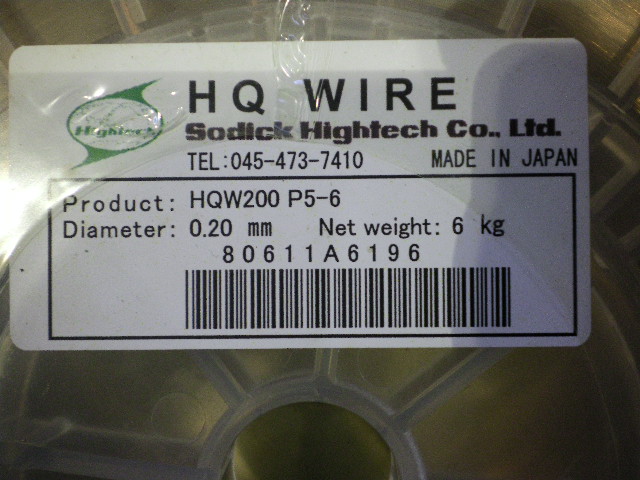 HQ WIRE
Hightech
Sodick Hightech Co., Ltd.
TEL:045-473-7410 MADE IN JAPAN
Product: HQW200 P5-6
Diameter: 0.20 mm Net weight: 6 kg
80611A6196